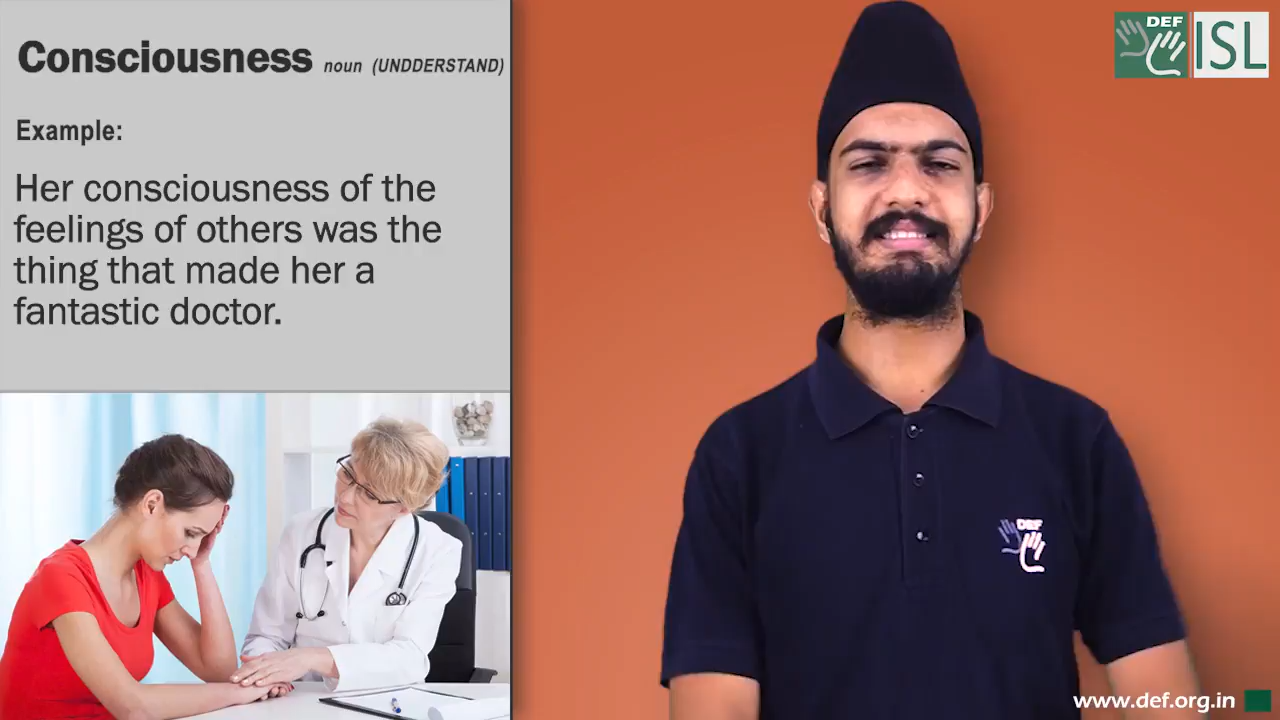 Consciousness noun (UNDDERSTAND)
Example:
Her consciousness of the
feelings of others was the
thing that made her a
fantastic doctor.
DEF
ISL
DEF
www.def.org.in